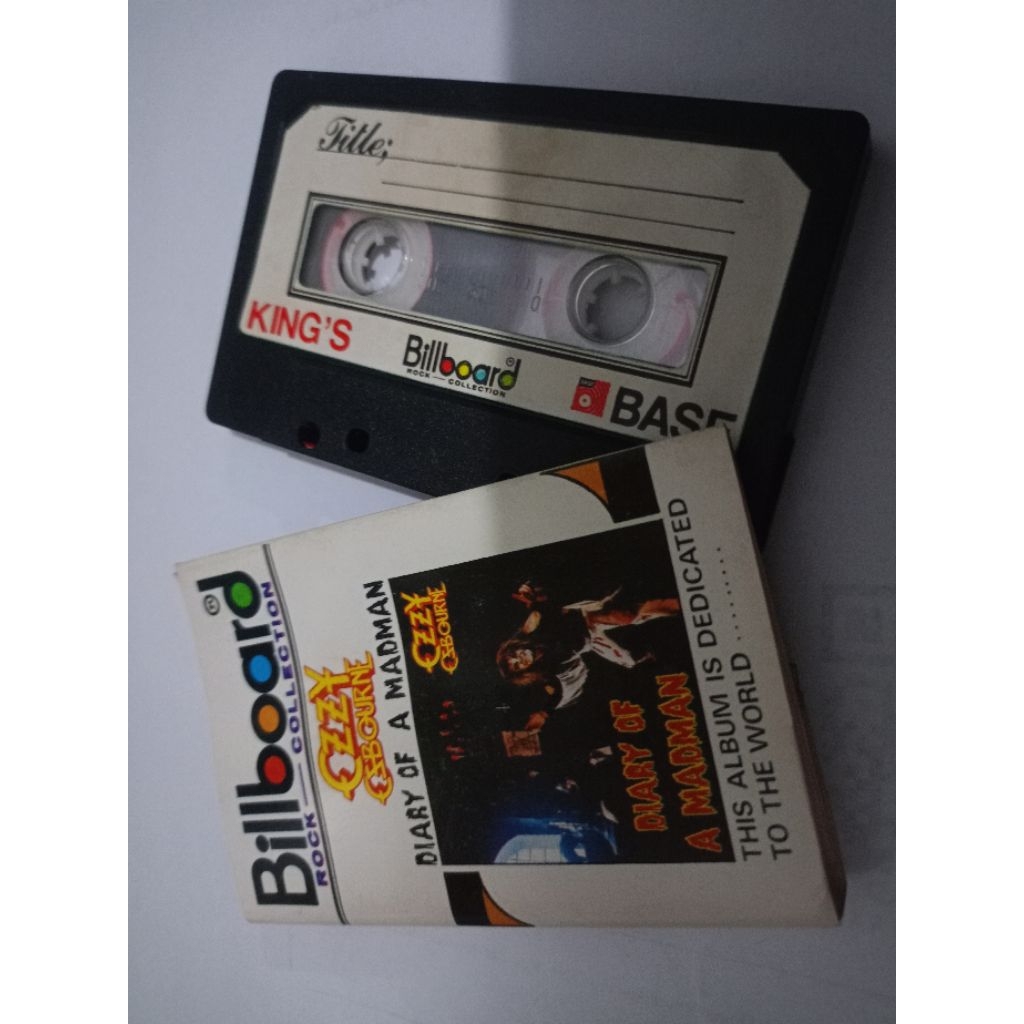 Title;
KING'S
Billboard
ROCK COLLECTION
BASF
Billboard
ROCK COLLECTION
OZZY
OSBOURNE
DIARY OF A MADMAN
OZZY
OSBOURNE
DIARY OF
A MADMAN
THIS ALBUM IS DEDICATED
TO THE WORLD .........